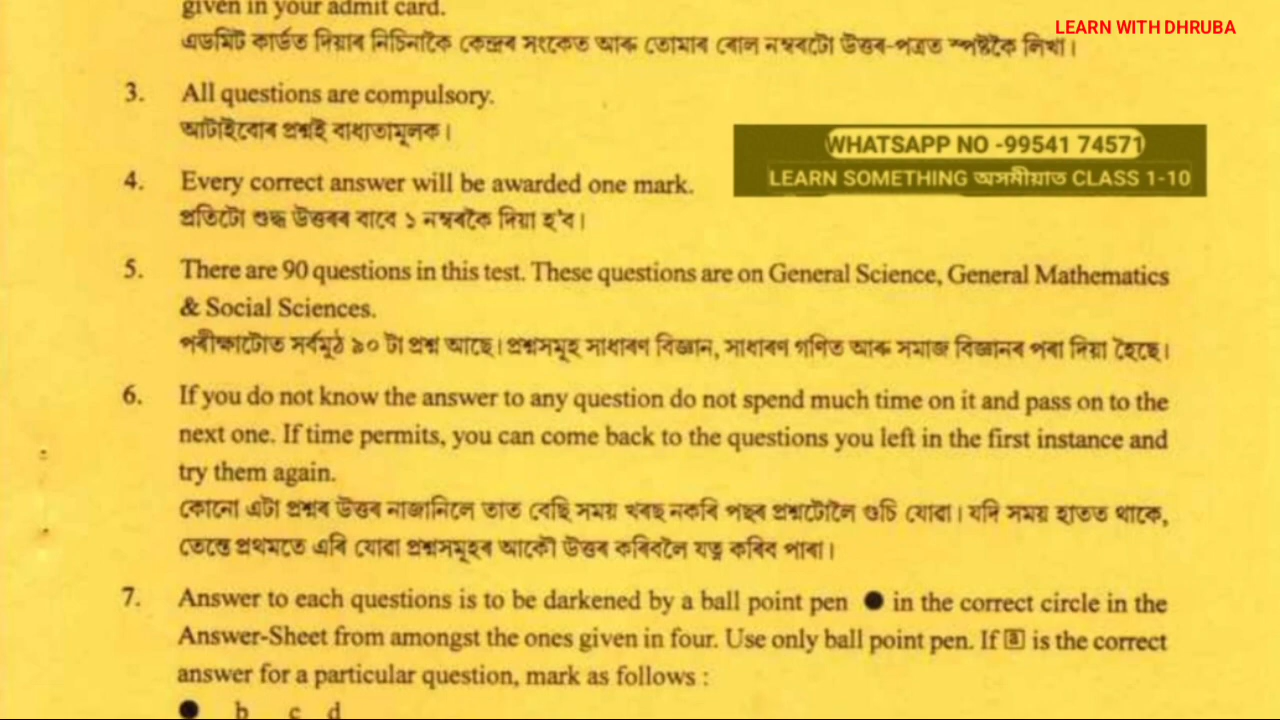 given in your admit card.
LEARN WITH DHRUBA
এডমিট কাৰ্ডত দিয়াৰ নিচিনাকৈ কেন্দ্ৰৰ সংকেত আৰু তোমাৰ ৰোল নম্বৰটো উত্তৰ-পত্ৰত স্পষ্টকৈ লিখা।
3. All questions are compulsory.
আটাইবোৰ প্ৰশ্নই বাধ্যতামূলক।
WHATSAPP NO -99541 74571
LEARN SOMETHING অসমীয়াত CLASS 1-10
4. Every correct answer will be awarded one mark.
প্ৰতিটো শুদ্ধ উত্তৰৰ বাবে ১ নম্বৰকৈ দিয়া হ'ব।
5. There are 90 questions in this test. These questions are on General Science, General Mathematics
& Social Sciences.
পৰীক্ষাটোত সৰ্বমুঠ ৯০ টা প্ৰশ্ন আছে। প্ৰশ্নসমূহ সাধাৰণ বিজ্ঞান, সাধাৰণ গণিত আৰু সমাজ বিজ্ঞানৰ পৰা দিয়া হৈছে।
6. If you do not know the answer to any question do not spend much time on it and pass on to the
next one. If time permits, you can come back to the questions you left in the first instance and
try them again.
কোনো এটা প্ৰশ্নৰ উত্তৰ নাজানিলে তাত বেছি সময় খৰছ নকৰি পছৰ প্ৰশ্নটোলৈ গুচি যোৱা। যদি সময় হাতত থাকে,
তেন্তে প্ৰথমতে এৰি যোৱা প্ৰশ্নসমূহৰ আকৌ উত্তৰ কৰিবলৈ যত্ন কৰিব পাৰা।
7. Answer to each questions is to be darkened by a ball point pen ● in the correct circle in the
Answer-Sheet from amongst the ones given in four. Use only ball point pen. If a is the correct
answer for a particular question, mark as follows :
● b c d